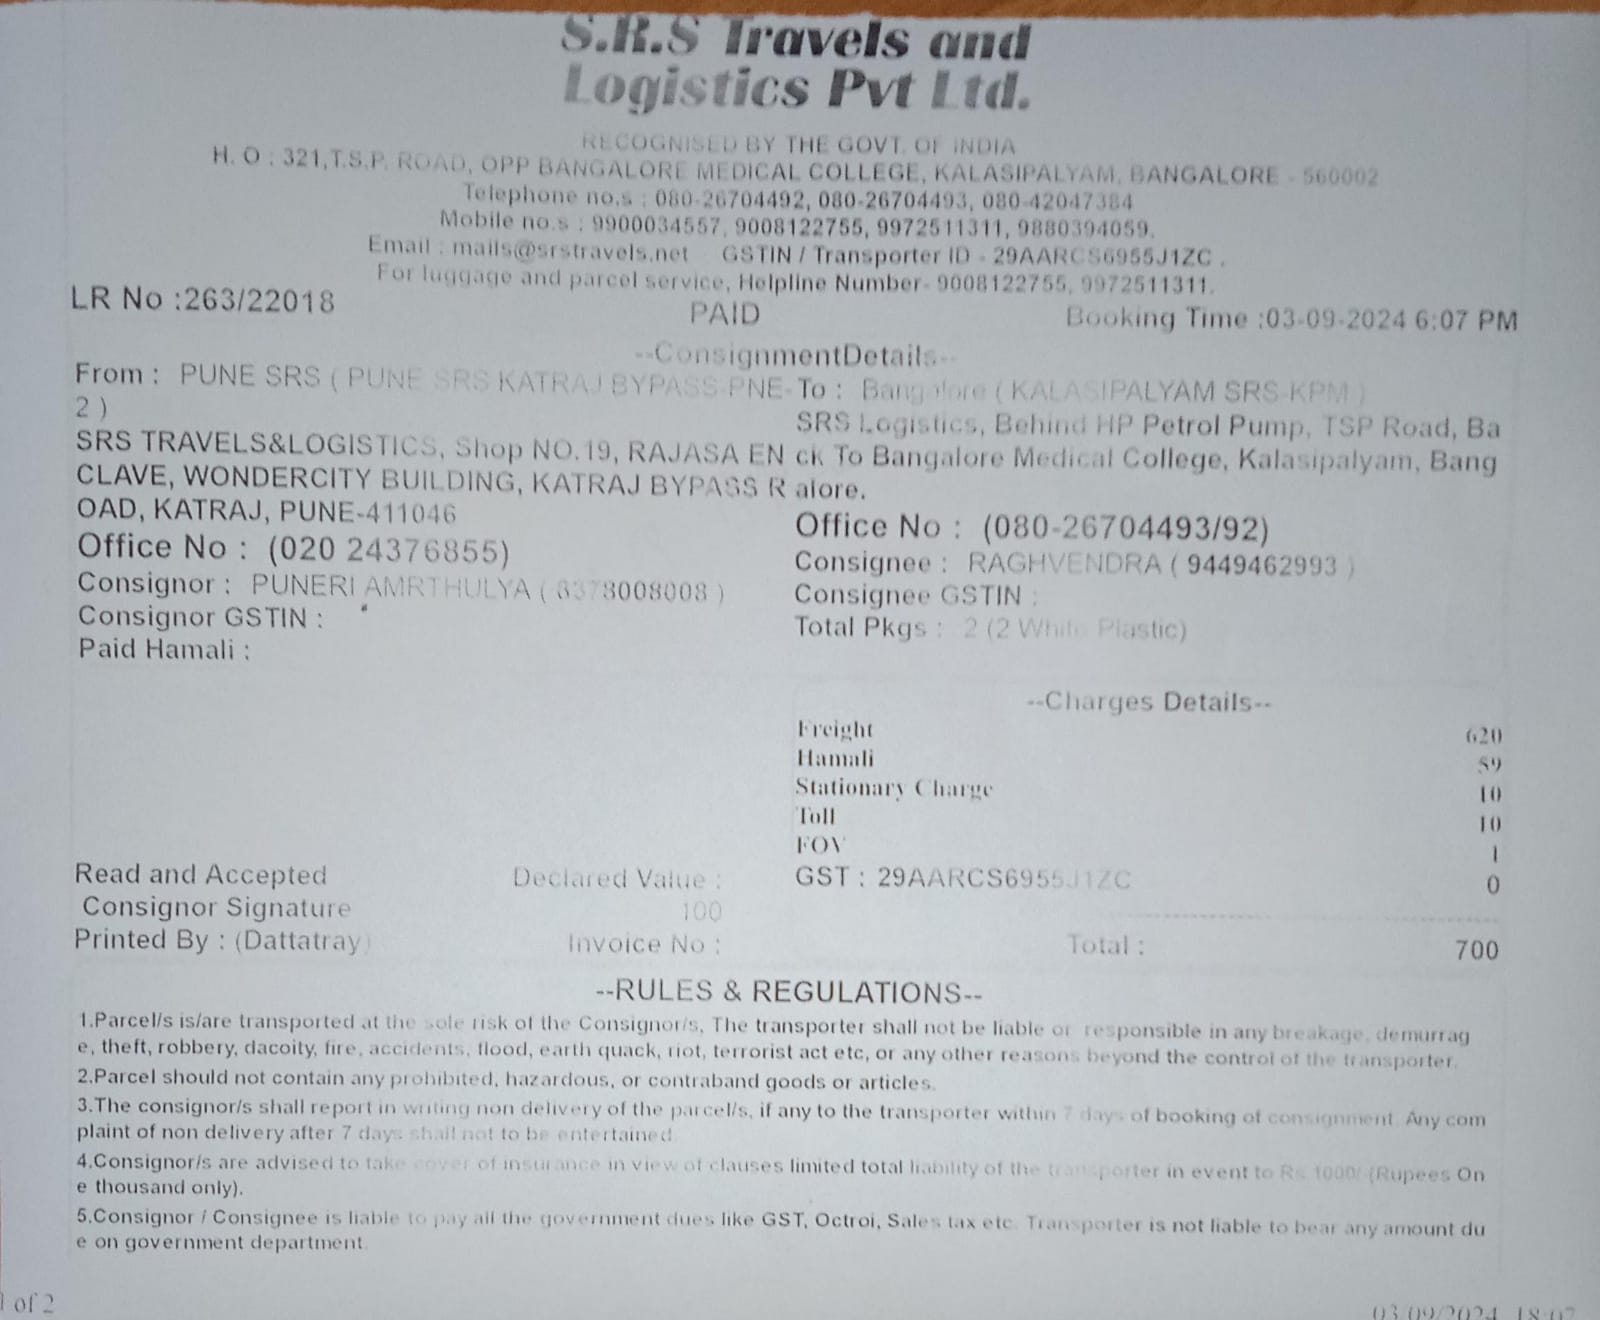 S.R.S Travels and
Logistics Pvt Ltd.
RECOGNISED BY THE GOVT. OF INDIA
H. O : 321,T.S.P. ROAD, OPP BANGALORE MEDICAL COLLEGE, KALASIPALYAM, BANGALORE - 560002
Telephone no.s : 080-26704492, 080-26704493, 080-42047384
Mobile no.s : 9900034557, 9008122755, 9972511311, 9880394059.
Email : mails@srstravels.net GSTIN / Transporter ID - 29AARCS6955J1ZC .
For luggage and parcel service, Helpline Number- 9008122755, 9972511311.
LR No :263/22018 PAID Booking Time :03-09-2024 6:07 PM
--ConsignmentDetails--
From : PUNE SRS ( PUNE SRS KATRAJ BYPASS-PNE-
2 )
SRS TRAVELS&LOGISTICS, Shop NO.19, RAJASA EN
CLAVE, WONDERCITY BUILDING, KATRAJ BYPASS R
OAD, KATRAJ, PUNE-411046
Office No : (020 24376855)
Consignor : PUNERI AMRTHULYA ( 6378008008 )
Consignor GSTIN :
Paid Hamali :
To : Bangalore ( KALASIPALYAM SRS-KPM )
SRS Logistics, Behind HP Petrol Pump, TSP Road, Ba
ck To Bangalore Medical College, Kalasipalyam, Bang
alore.
Office No : (080-26704493/92)
Consignee : RAGHVENDRA ( 9449462993 )
Consignee GSTIN :
Total Pkgs : 2 (2 White Plastic)
--Charges Details--
Freight 620
Hamali 59
Stationary Charge 10
Toll 10
FOV 1
GST : 29AARCS6955J1ZC 0
Total : 700
Read and Accepted
Consignor Signature
Printed By : (Dattatray)
Declared Value :
100
Invoice No :
--RULES & REGULATIONS--
1.Parcel/s is/are transported at the sole risk of the Consignor/s, The transporter shall not be liable or responsible in any breakage, demurrag
e, theft, robbery, dacoity, fire, accidents, flood, earth quack, riot, terrorist act etc, or any other reasons beyond the control of the transporter.
2.Parcel should not contain any prohibited, hazardous, or contraband goods or articles.
3.The consignor/s shall report in writing non delivery of the parcel/s, if any to the transporter within 7 days of booking of consignment. Any com
plaint of non delivery after 7 days shall not to be entertained.
4.Consignor/s are advised to take cover of insurance in view of clauses limited total liability of the transporter in event to Rs.1000/-(Rupees On
e thousand only).
5.Consignor / Consignee is liable to pay all the government dues like GST, Octroi, Sales tax etc. Transporter is not liable to bear any amount du
e on government department.
1 of 2 03/09/2024, 18:07